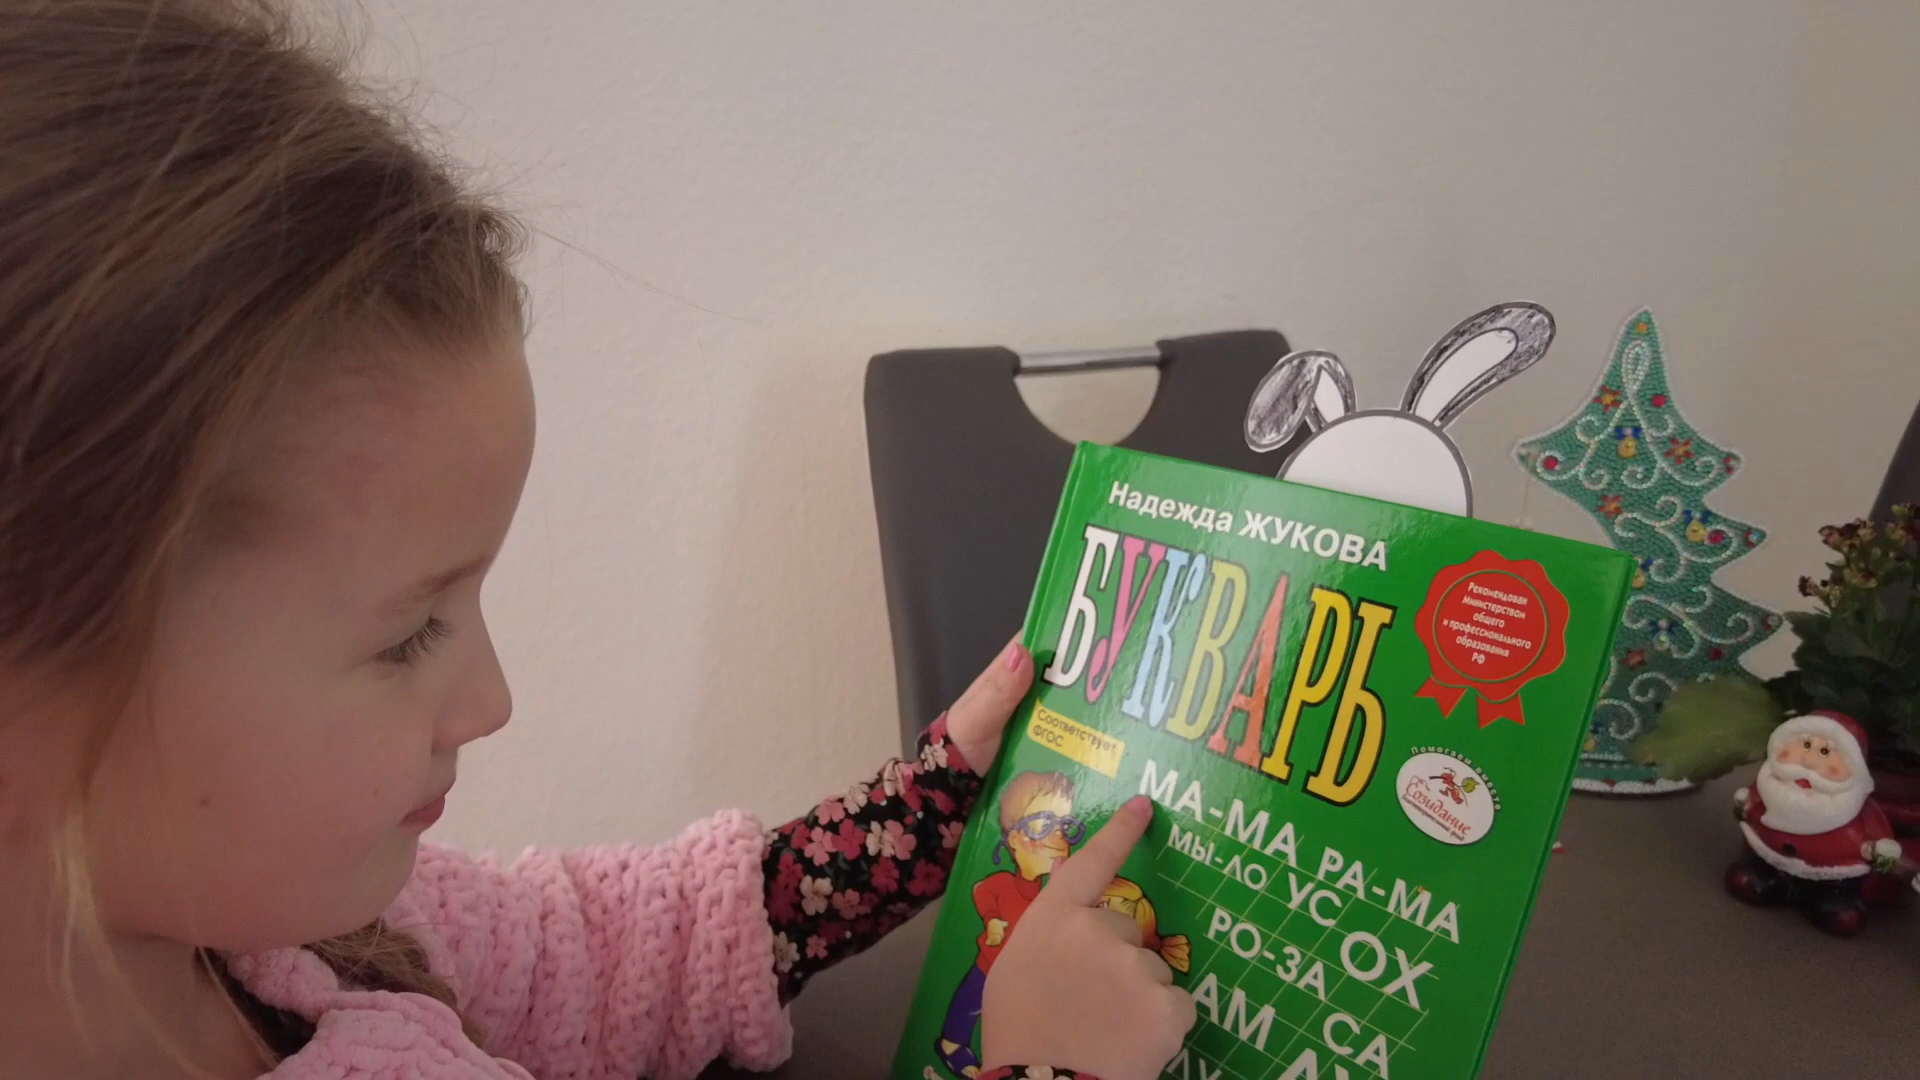 Надежда ЖУКОВА
БУКВАРЬ
Рекомендован
Министерством
общего
и профессионального
образования
РФ
Соответствует
ФГОС
Помогаем вместе
Созидание
МА-МА РА-МА
МЫ-ЛО УС ОХ
РО-ЗА
АМ СА